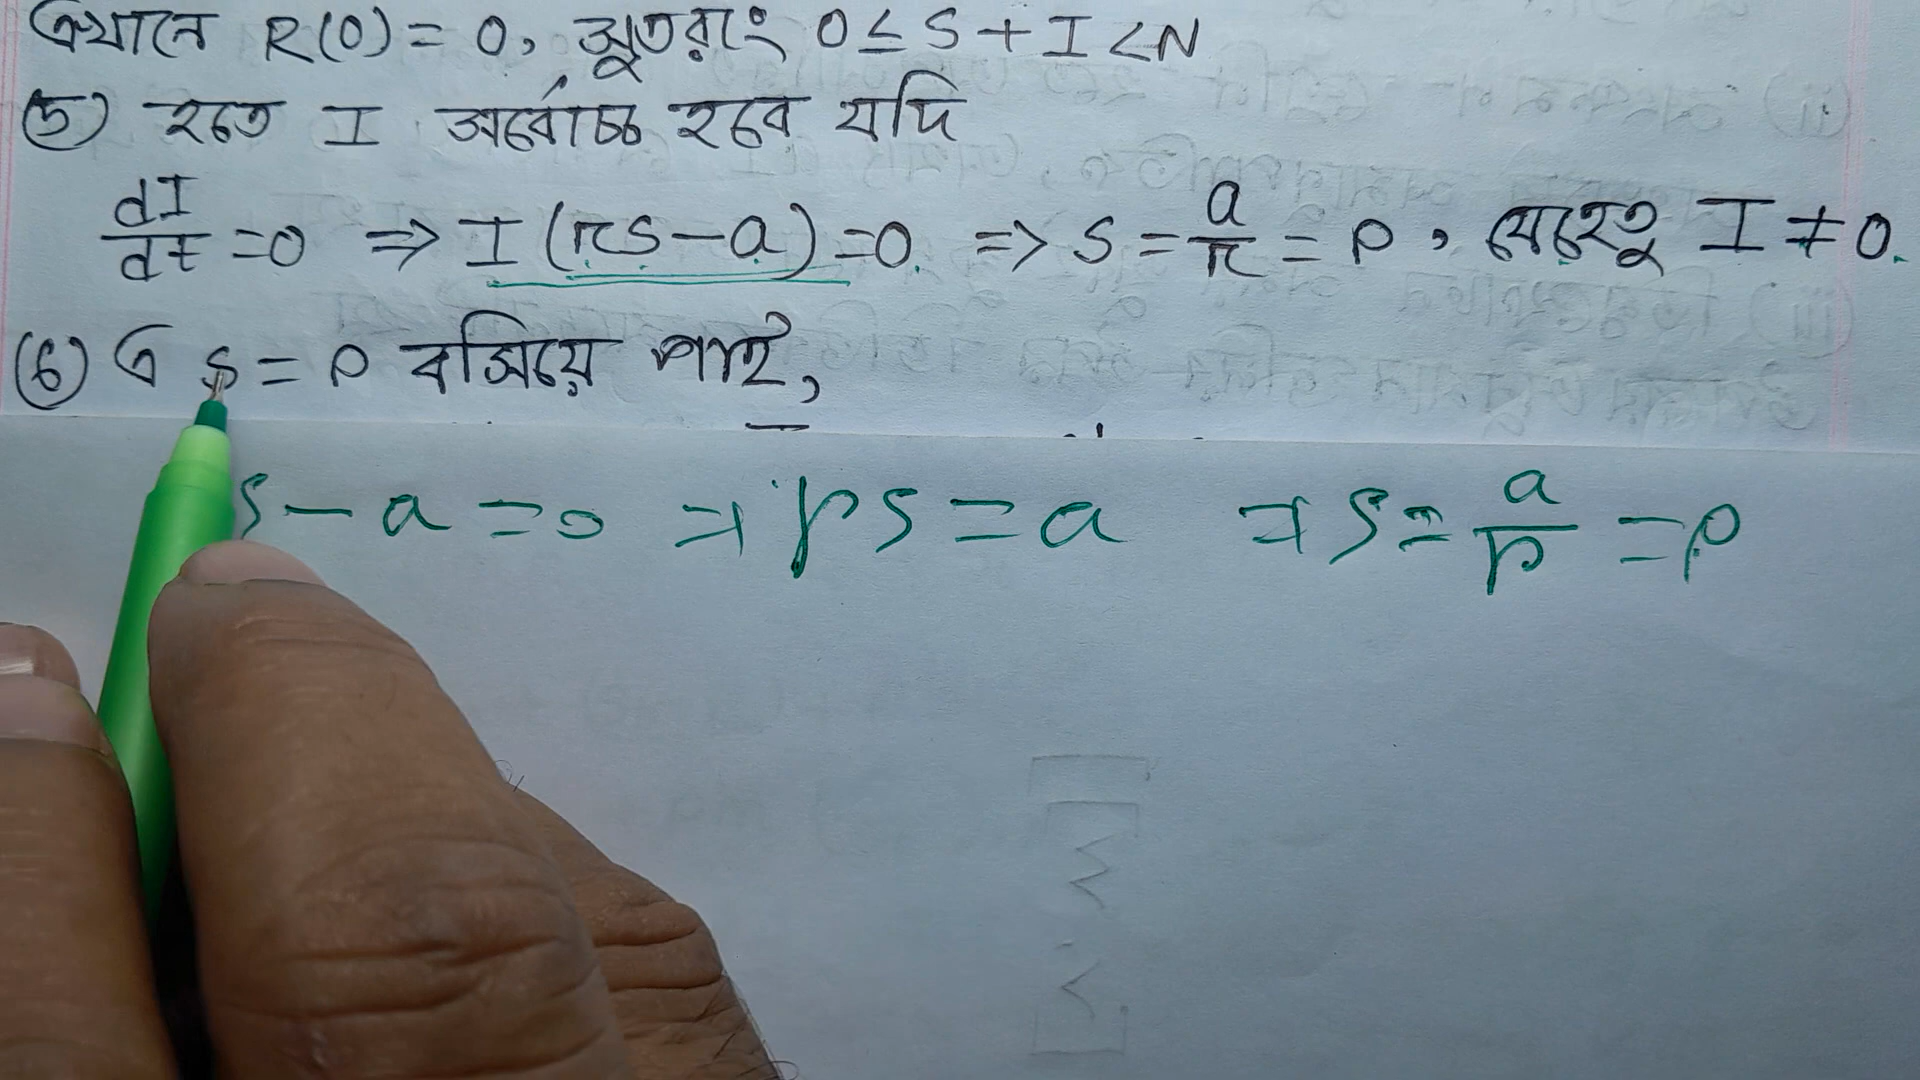 এখানে R(0) = 0, সুতরাং 0 ≤ S + I < N
(5) হতে I সর্বোচ্চ হবে যদি
dI/dt = 0 ⇒ I (rS - a) = 0 ⇒ S = a/r = ρ, যেহেতু I ≠ 0.
(6) এ S = ρ বসিয়ে পাই,
S - a = 0 ⇒ rS = a ⇒ S = a/r = ρ